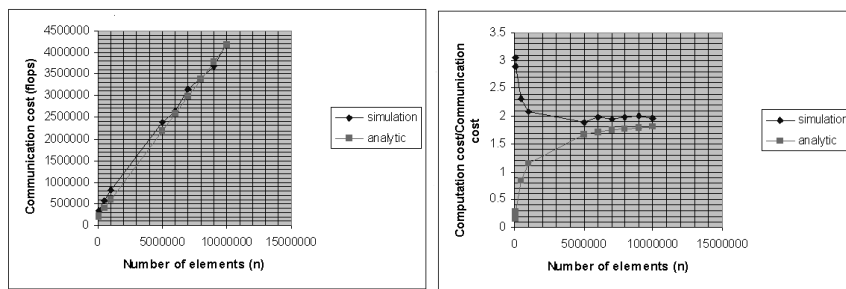 4500000
4000000
3500000
3000000
2500000
2000000
1500000
1000000
500000
0
0 5000000 10000000 15000000
Communication cost (flops)
Number of elements (n)
simulation
analytic
3.5
3
2.5
2
1.5
1
0.5
0
0 5000000 10000000 15000000
Computation cost/Communication
cost
Number of elements (n)
simulation
analytic